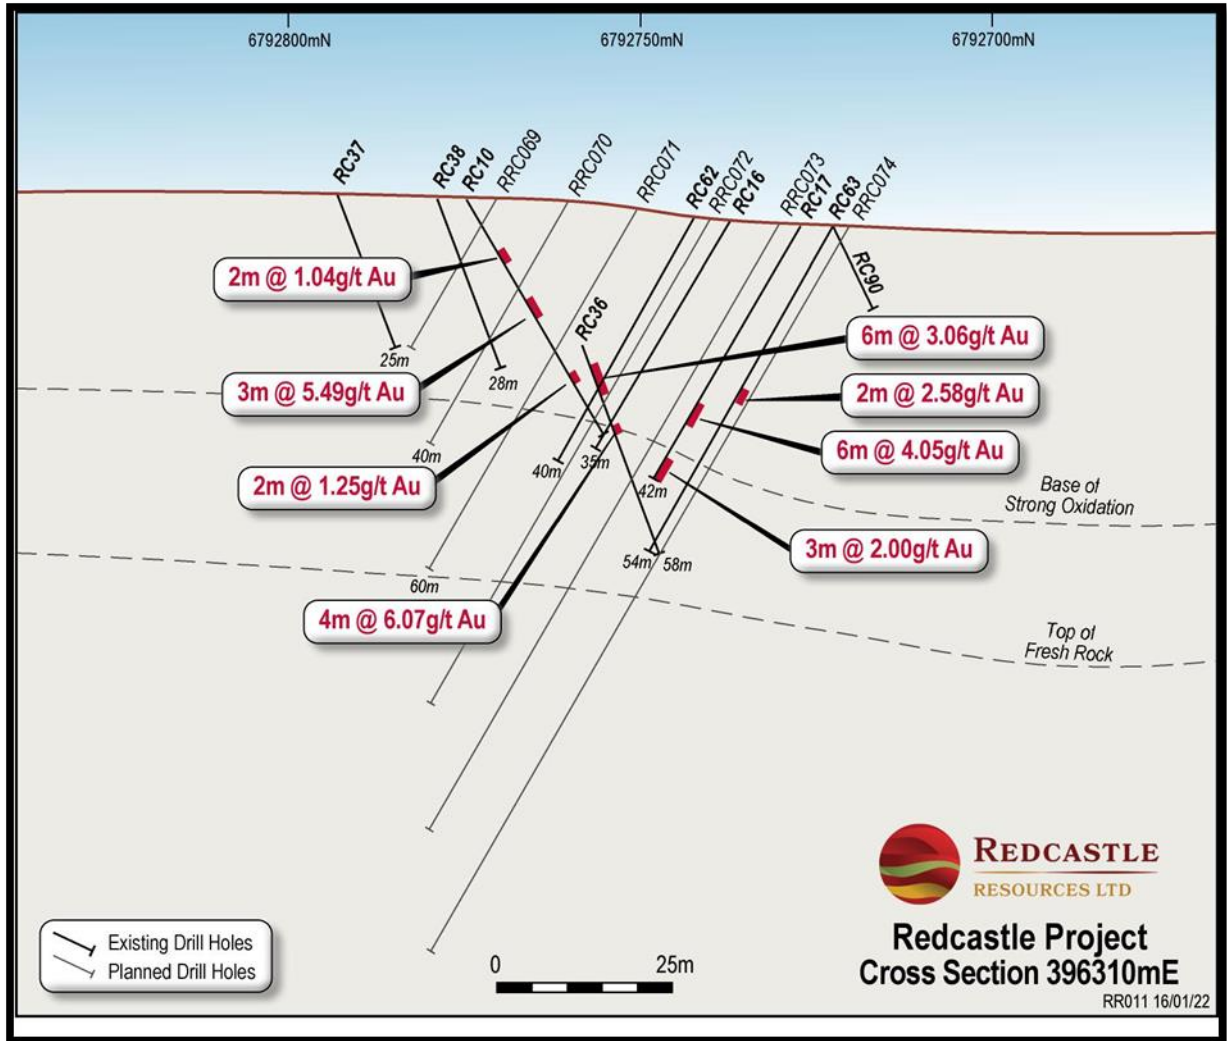 6792800mN
6792750mN
6792700mN
RC37
RC38
RC10
RRC069
RRC070
RRC071
RC62
RRC072
RC16
RRC073
RC17
RC63
RRC074
RC90
RC36
2m @ 1.04g/t Au
3m @ 5.49g/t Au
2m @ 1.25g/t Au
4m @ 6.07g/t Au
6m @ 3.06g/t Au
2m @ 2.58g/t Au
6m @ 4.05g/t Au
3m @ 2.00g/t Au
25m
28m
40m
40m
35m
42m
54m
58m
60m
Base of
Strong Oxidation
Top of
Fresh Rock
REDCASTLE
RESOURCES LTD
Redcastle Project
Cross Section 396310mE
RR011 16/01/22
Existing Drill Holes
Planned Drill Holes
0 25m